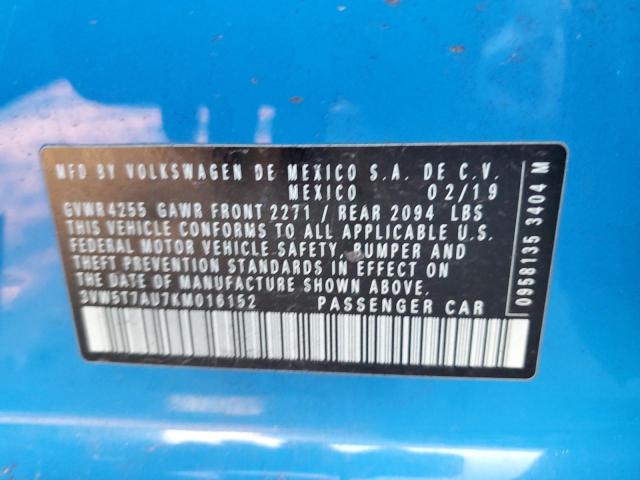 MFD BY VOLKSWAGEN DE MEXICO S.A. DE C.V.
MEXICO 02/19
GVWR4255 GAWR FRONT 2271 / REAR 2094 LBS
THIS VEHICLE CONFORMS TO ALL APPLICABLE U.S.
FEDERAL MOTOR VEHICLE SAFETY, BUMPER AND
THEFT PREVENTION STANDARDS IN EFFECT ON
THE DATE OF MANUFACTURE SHOWN ABOVE.
3VW5T7AU7KM016152 PASSENGER CAR
0958135 3404 M